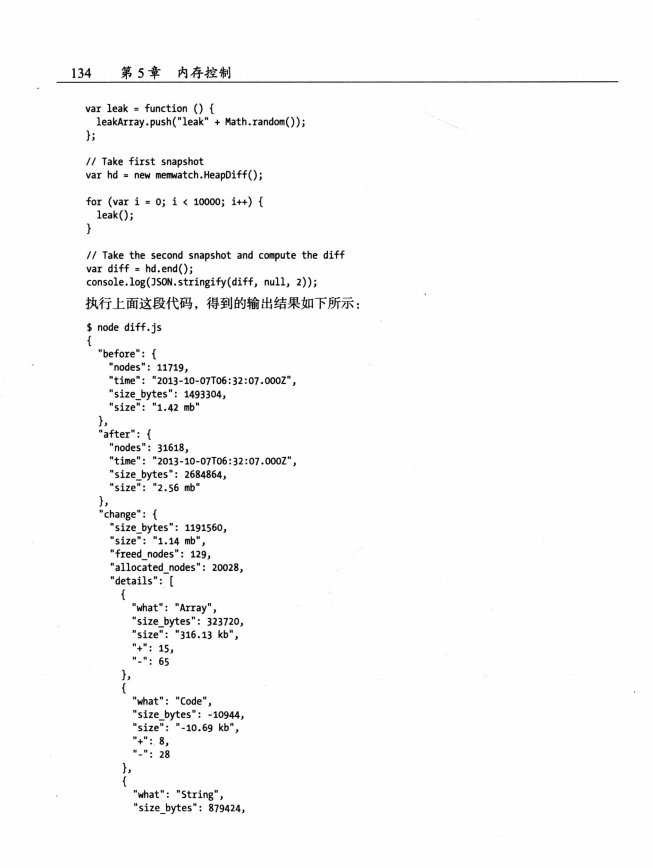 134 第 5 章 内存控制
var leak = function () {
  leakArray.push("leak" + Math.random());
};
// Take first snapshot
var hd = new memwatch.HeapDiff();
for (var i = 0; i < 10000; i++) {
  leak();
}
// Take the second snapshot and compute the diff
var diff = hd.end();
console.log(JSON.stringify(diff, null, 2));
执行上面这段代码，得到的输出结果如下所示：
$ node diff.js
{
  "before": {
    "nodes": 11719,
    "time": "2013-10-07T06:32:07.000Z",
    "size_bytes": 1493304,
    "size": "1.42 mb"
  },
  "after": {
    "nodes": 31618,
    "time": "2013-10-07T06:32:07.000Z",
    "size_bytes": 2684864,
    "size": "2.56 mb"
  },
  "change": {
    "size_bytes": 1191560,
    "size": "1.14 mb",
    "freed_nodes": 129,
    "allocated_nodes": 20028,
    "details": [
      {
        "what": "Array",
        "size_bytes": 323720,
        "size": "316.13 kb",
        "+": 15,
        "-": 65
      },
      {
        "what": "Code",
        "size_bytes": -10944,
        "size": "-10.69 kb",
        "+": 8,
        "-": 28
      },
      {
        "what": "String",
        "size_bytes": 879424,